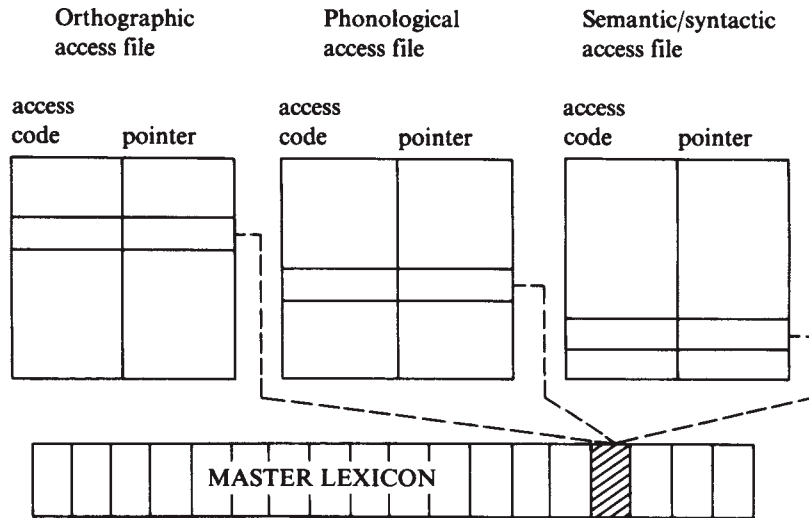 Orthographic
access file
Phonological
access file
Semantic/syntactic
access file
access
code pointer
access
code pointer
access
code pointer
MASTER LEXICON